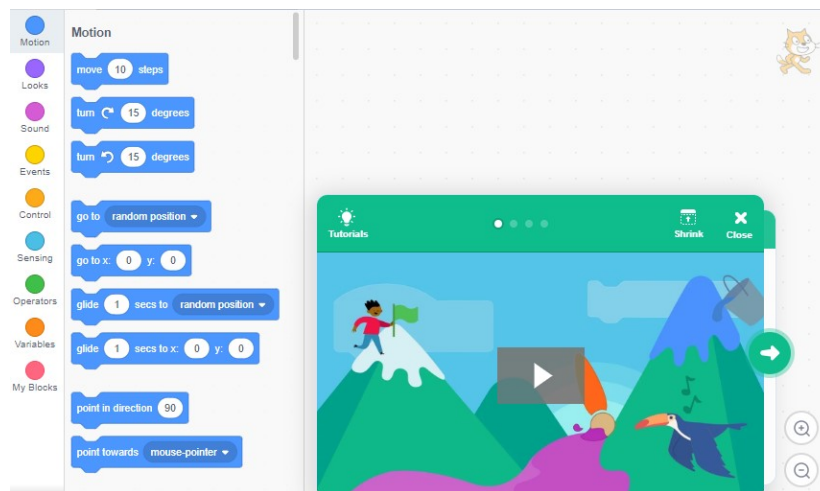 Motion
Looks
Sound
Events
Control
Sensing
Operators
Variables
My Blocks
Motion
move 10 steps
turn 15 degrees
turn 15 degrees
go to random position
go to x: 0 y: 0
glide 1 secs to random position
glide 1 secs to x: 0 y: 0
point in direction 90
point towards mouse-pointer
Tutorials
Shrink
Close